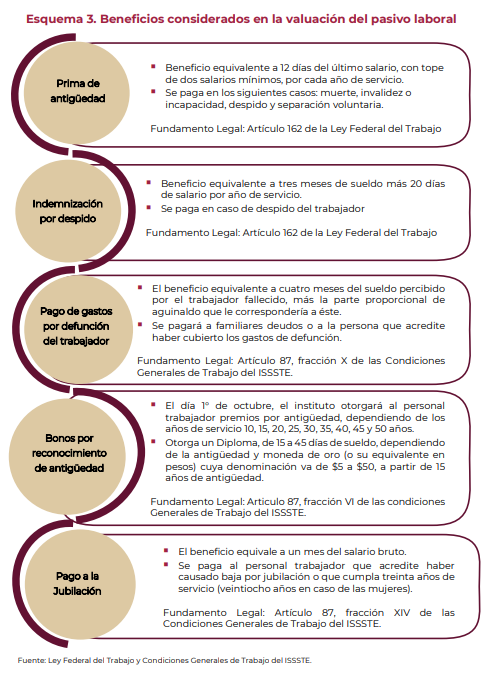 Esquema 3. Beneficios considerados en la valuación del pasivo laboral
Prima de
antigüedad
▪ Beneficio equivalente a 12 días del último salario, con tope
de dos salarios mínimos, por cada año de servicio.
▪ Se paga en los siguientes casos: muerte, invalidez o
incapacidad, despido y separación voluntaria.
Fundamento Legal: Artículo 162 de la Ley Federal del Trabajo
Indemnización
por despido
▪ Beneficio equivalente a tres meses de sueldo más 20 días
de salario por año de servicio.
▪ Se paga en caso de despido del trabajador
Fundamento Legal: Artículo 162 de la Ley Federal del Trabajo
Pago de gastos
por defunción
del trabajador
▪ El beneficio equivalente a cuatro meses del sueldo percibido
por el trabajador fallecido, más la parte proporcional de
aguinaldo que le correspondería a éste.
▪ Se pagará a familiares deudos o a la persona que acredite
haber cubierto los gastos de defunción.
Fundamento Legal: Artículo 87, fracción X de las Condiciones
Generales de Trabajo del ISSSTE.
Bonos por
reconocimiento
de antigüedad
▪ El día 1° de octubre, el instituto otorgará al personal
trabajador premios por antigüedad, dependiendo de los
años de servicio 10, 15, 20, 25, 30, 35, 40, 45 y 50 años.
▪ Otorga un Diploma, de 15 a 45 días de sueldo, dependiendo
de la antigüedad y moneda de oro (o su equivalente en
pesos) cuya denominación va de $5 a $50, a partir de 15
años de antigüedad.
Fundamento Legal: Articulo 87, fracción VI de las condiciones
Generales de Trabajo del ISSSTE.
Pago a la
Jubilación
▪ El beneficio equivale a un mes del salario bruto.
▪ Se paga al personal trabajador que acredite haber
causado baja por jubilación o que cumpla treinta años de
servicio (veintiocho años en caso de las mujeres).
Fundamento Legal: Artículo 87, fracción XIV de las
Condiciones Generales de Trabajo del ISSSTE.
Fuente: Ley Federal del Trabajo y Condiciones Generales de Trabajo del ISSSTE.